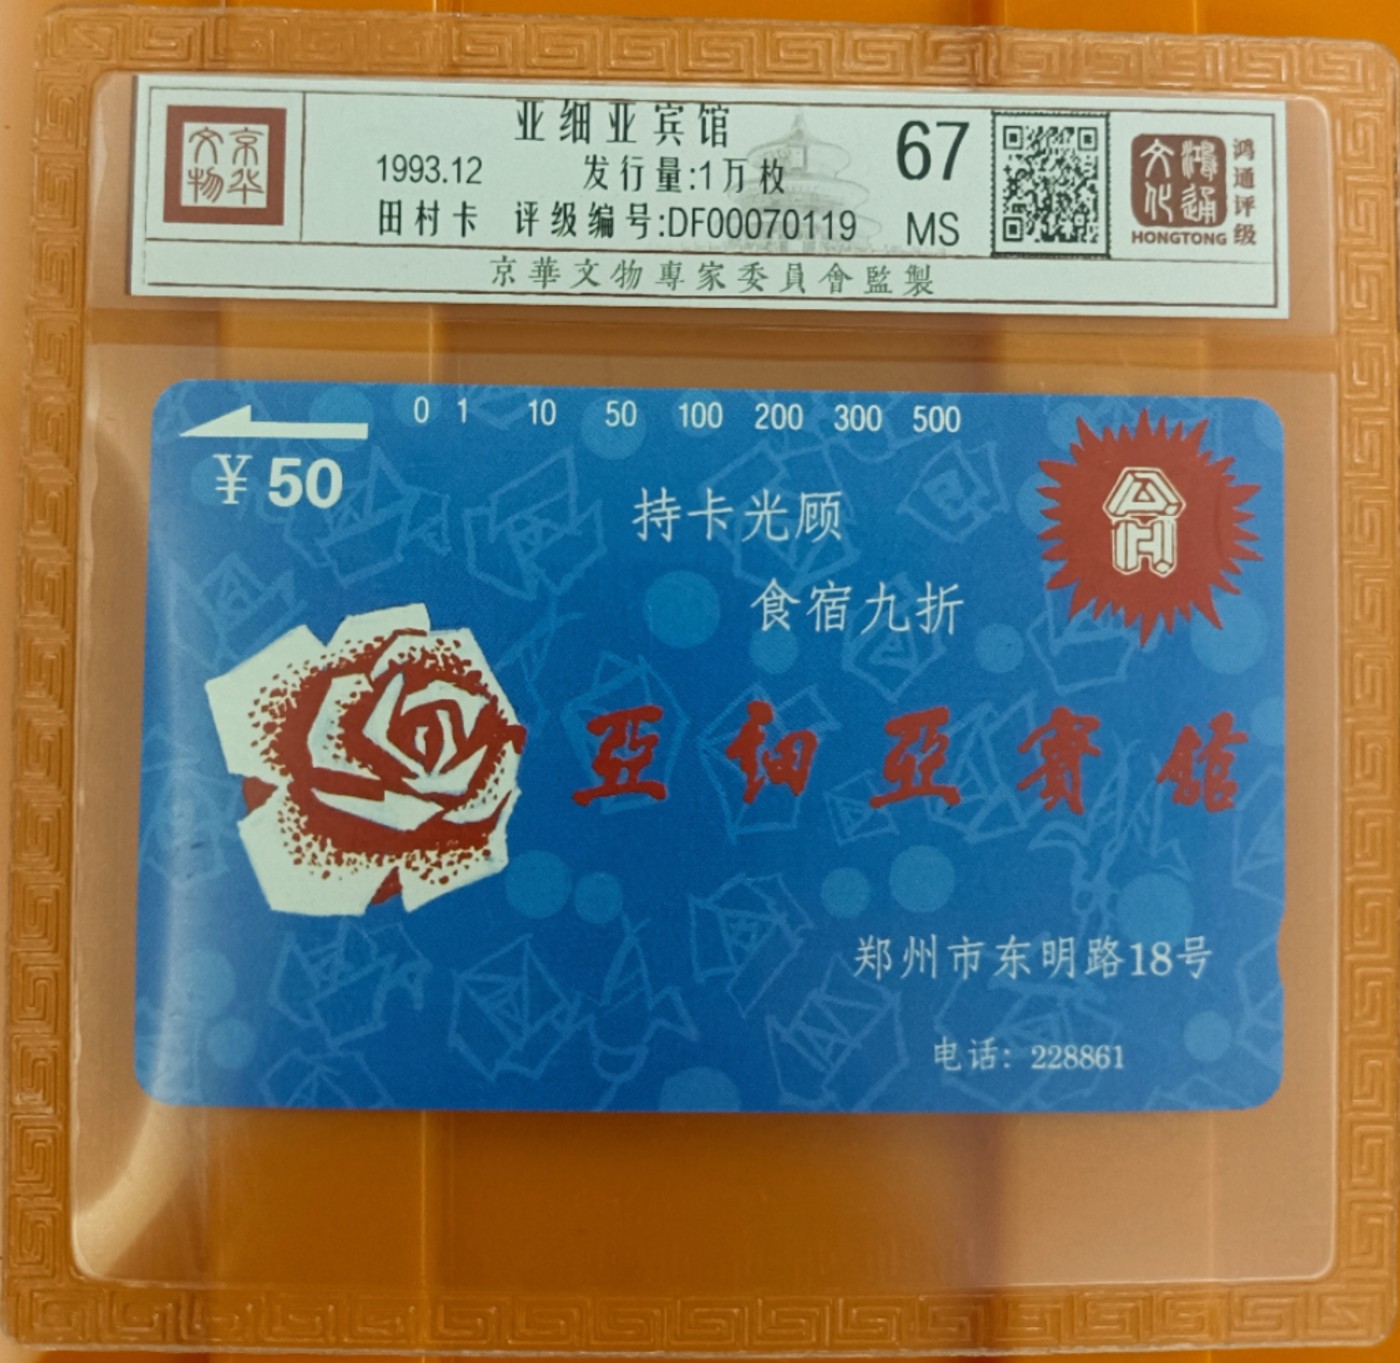 京华文物
亚细亚宾馆
1993.12 发行量:1万枚
田村卡 评级编号:DF00070119
67
MS
鸿通文化
HONGTONG
鸿通评级
京華文物專家委員會監製
0 1 10 50 100 200 300 500
¥50
持卡光顾
食宿九折
亞細亞賓館
郑州市东明路18号
电话: 228861